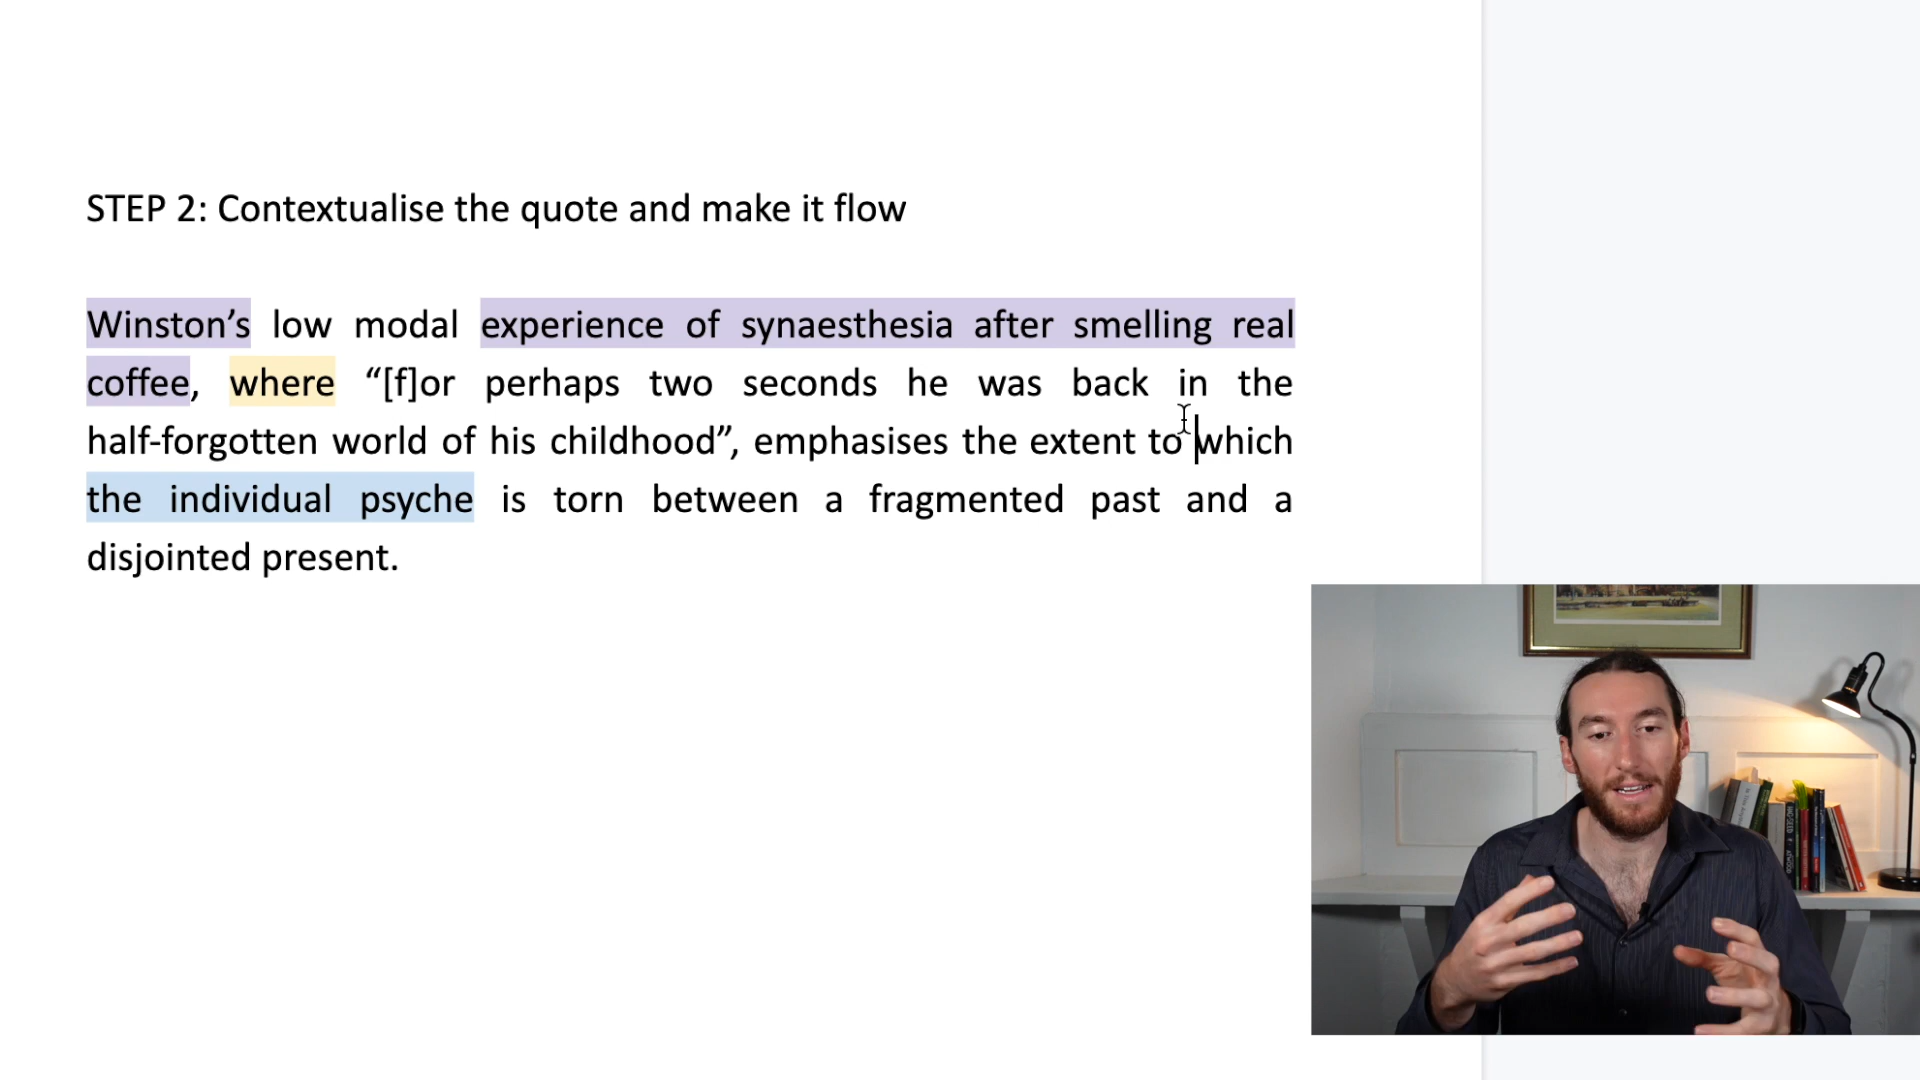 STEP 2: Contextualise the quote and make it flow
Winston’s low modal experience of synaesthesia after smelling real
coffee, where “[f]or perhaps two seconds he was back in the
half-forgotten world of his childhood”, emphasises the extent to which
the individual psyche is torn between a fragmented past and a
disjointed present.